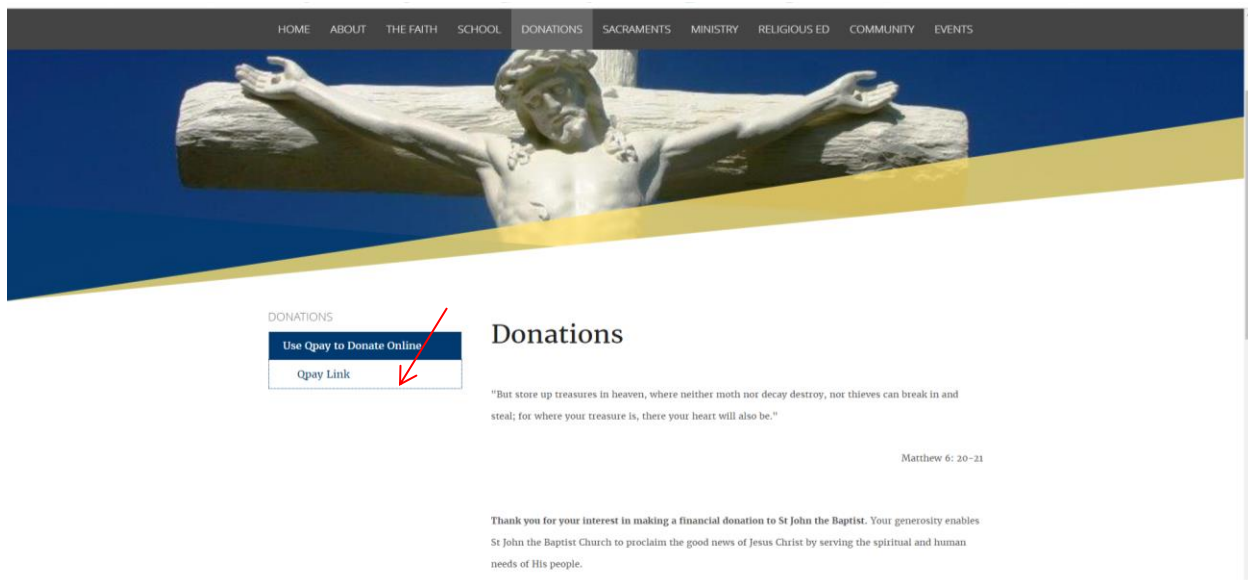 HOME ABOUT THE FAITH SCHOOL DONATIONS SACRAMENTS MINISTRY RELIGIOUS ED COMMUNITY EVENTS
DONATIONS
Use Qpay to Donate Online
Qpay Link
Donations
"But store up treasures in heaven, where neither moth nor decay destroy, nor thieves can break in and
steal; for where your treasure is, there your heart will also be."
Matthew 6: 20-21
Thank you for your interest in making a financial donation to St John the Baptist. Your generosity enables
St John the Baptist Church to proclaim the good news of Jesus Christ by serving the spiritual and human
needs of His people.